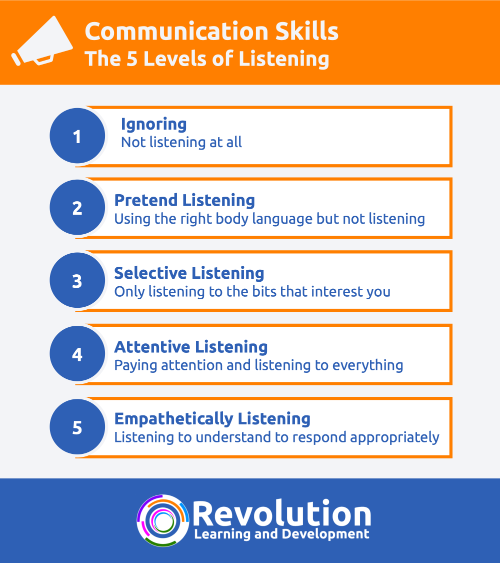 Communication Skills
The 5 Levels of Listening
1
Ignoring
Not listening at all
2
Pretend Listening
Using the right body language but not listening
3
Selective Listening
Only listening to the bits that interest you
4
Attentive Listening
Paying attention and listening to everything
5
Empathetically Listening
Listening to understand to respond appropriately
Revolution
Learning and Development